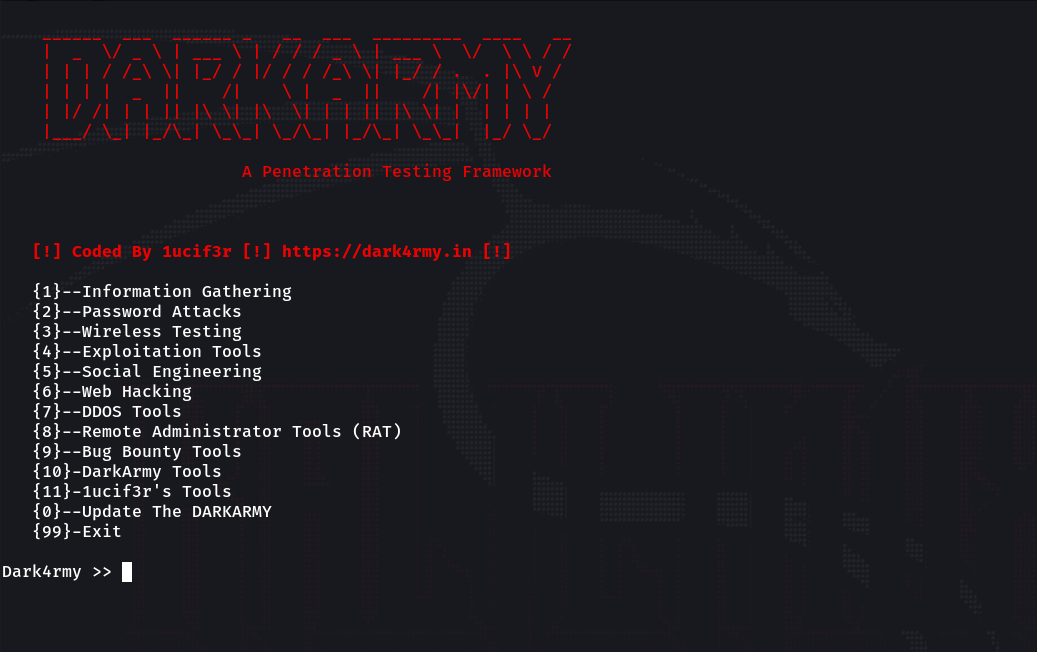 DARKARMY
A Penetration Testing Framework
[!] Coded By 1ucif3r [!] https://dark4rmy.in [!]
{1}--Information Gathering
{2}--Password Attacks
{3}--Wireless Testing
{4}--Exploitation Tools
{5}--Social Engineering
{6}--Web Hacking
{7}--DDOS Tools
{8}--Remote Administrator Tools (RAT)
{9}--Bug Bounty Tools
{10}-DarkArmy Tools
{11}-1ucif3r's Tools
{0}--Update The DARKARMY
{99}-Exit
Dark4rmy >>